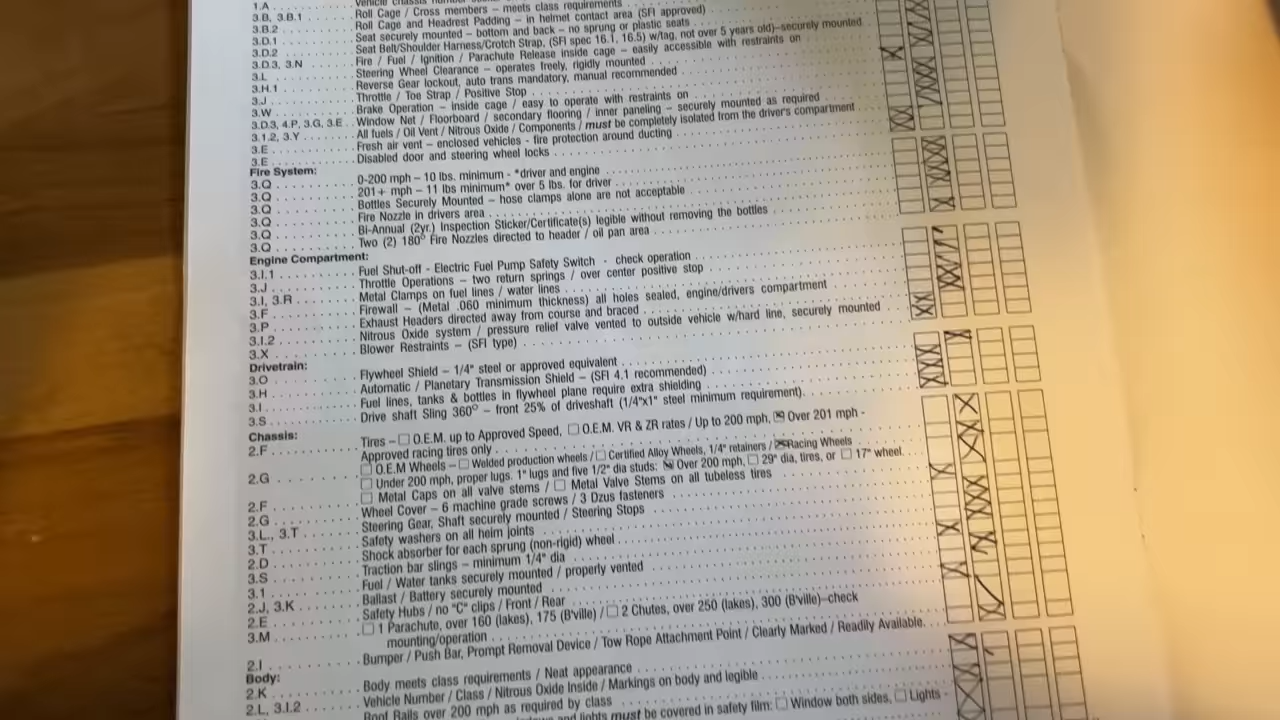 1.A Vehicle chassis number meets class requirements
3.B, 3.B.1 Roll Cage / Cross members – meets class requirements
3.B.2 Roll Cage and Headrest Padding – in helmet contact area (SFI approved)
3.D.1 Seat securely mounted – bottom and back – no sprung or plastic seats
3.D.2 Seat Belt/Shoulder Harness/Crotch Strap, (SFI spec 16.1, 16.5) w/tag, not over 5 years old)–securely mounted
3.D.3, 3.N Fire / Fuel / Ignition / Parachute Release inside cage – easily accessible with restraints on
3.L Steering Wheel Clearance – operates freely, rigidly mounted
3.H.1 Reverse Gear lockout, auto trans mandatory, manual recommended
3.J Throttle / Toe Strap / Positive Stop
3.W Brake Operation – inside cage / easy to operate with restraints on
3.D.3, 4.P, 3.G, 3.E Window Net / Floorboard / secondary flooring / inner paneling – securely mounted as required
3.1.2, 3.Y All fuels / Oil Vent / Nitrous Oxide / Components / must be completely isolated from the driver's compartment
3.E Fresh air vent – enclosed vehicles - fire protection around ducting
3.E Disabled door and steering wheel locks
Fire System:
3.Q 0-200 mph – 10 lbs. minimum - *driver and engine
3.Q 201+ mph – 11 lbs minimum* over 5 lbs. for driver
3.Q Bottles Securely Mounted – hose clamps alone are not acceptable
3.Q Fire Nozzle in drivers area
3.Q Bi-Annual (2yr.) Inspection Sticker/Certificate(s) legible without removing the bottles
3.Q Two (2) 180° Fire Nozzles directed to header / oil pan area
Engine Compartment:
3.I.1 Fuel Shut-off - Electric Fuel Pump Safety Switch - check operation
3.J Throttle Operations – two return springs / over center positive stop
3.I, 3.R Metal Clamps on fuel lines / water lines
3.F Firewall – (Metal .060 minimum thickness) all holes sealed, engine/drivers compartment
3.P Exhaust Headers directed away from course and braced
3.I.2 Nitrous Oxide system / pressure relief valve vented to outside vehicle w/hard line, securely mounted
3.X Blower Restraints – (SFI type)
Drivetrain:
3.O Flywheel Shield – 1/4" steel or approved equivalent
3.H Automatic / Planetary Transmission Shield – (SFI 4.1 recommended)
3.I Fuel lines, tanks & bottles in flywheel plane require extra shielding
3.S Drive shaft Sling 360° – front 25% of driveshaft (1/4"x1" steel minimum requirement)
Chassis:
2.F Tires – ☐ O.E.M. up to Approved Speed, ☐ O.E.M. VR & ZR rates / Up to 200 mph, ☒ Over 201 mph -
Approved racing tires only
2.G ☐ O.E.M Wheels – ☐ Welded production wheels / ☐ Certified Alloy Wheels, 1/4" retainers / ☒ Racing Wheels
☐ Under 200 mph, proper lugs. 1" lugs and five 1/2" dia studs: ☒ Over 200 mph, ☐ 29" dia, tires, or ☐ 17" wheel.
2.F ☐ Metal Caps on all valve stems / ☐ Metal Valve Stems on all tubeless tires
2.G Wheel Cover – 6 machine grade screws / 3 Dzus fasteners
3.L, 3.T Steering Gear, Shaft securely mounted / Steering Stops
3.T Safety washers on all heim joints
2.D Shock absorber for each sprung (non-rigid) wheel
3.S Traction bar slings – minimum 1/4" dia
3.1 Fuel / Water tanks securely mounted / properly vented
2.J, 3.K Ballast / Battery securely mounted
2.E Safety Hubs / no "C" clips / Front / Rear
3.M ☐ 1 Parachute, over 160 (lakes), 175 (B'ville) / ☐ 2 Chutes, over 250 (lakes), 300 (B'ville)–check
mounting/operation
2.I Bumper / Push Bar, Prompt Removal Device / Tow Rope Attachment Point / Clearly Marked / Readily Available.
Body:
2.K Body meets class requirements / Neat appearance
2.L, 3.I.2 Vehicle Number / Class / Nitrous Oxide Inside / Markings on body and legible
Roof Rails over 200 mph as required by class
and lights must be covered in safety film: ☐ Window both sides, ☐ Lights -